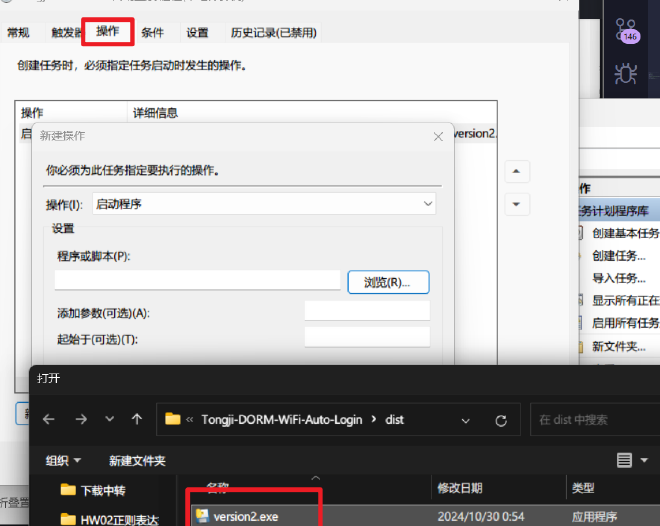 常规 触发器 操作 条件 设置 历史记录(已禁用)
146
创建任务时，必须指定任务启动时发生的操作。
操作 详细信息
启
version2.
新建操作
你必须为此任务指定要执行的操作。
操作(I): 启动程序
设置
程序或脚本(P):
浏览(R)...
添加参数(可选)(A):
起始于(可选)(T):
作
务计划程序库
创建基本任务
创建任务...
导入任务...
显示所有正在
启用所有任务
新文件夹...
打开
« Tongji-DORM-WiFi-Auto-Login › dist
在 dist 中搜索
组织 新建文件夹
名称 修改日期 类型
下载中转
version2.exe 2024/10/30 0:54 应用程序
HW02正则表达
折叠置